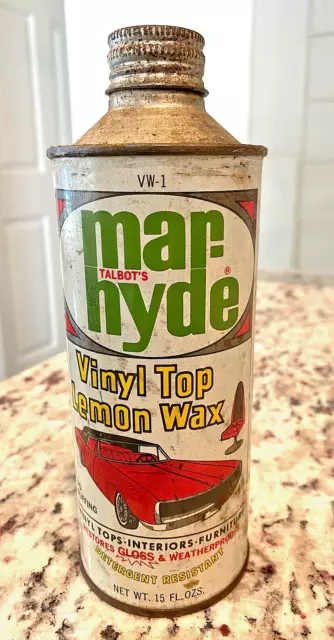 VW-1
mar-
TALBOT'S
hyde®
Vinyl Top
Lemon Wax
VINYL TOPS·INTERIORS·FURNITURE
RESTORES GLOSS & WEATHERPROOFS
DETERGENT RESISTANT
NET WT. 15 FL.OZS.